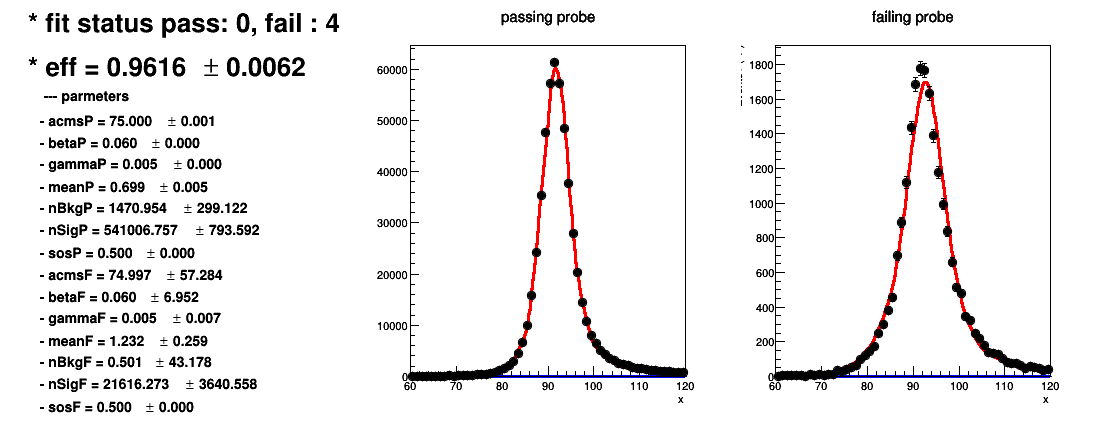 * fit status pass: 0, fail : 4
* eff = 0.9616 ± 0.0062
--- parmeters
- acmsP = 75.000 ± 0.001
- betaP = 0.060 ± 0.000
- gammaP = 0.005 ± 0.000
- meanP = 0.699 ± 0.005
- nBkgP = 1470.954 ± 299.122
- nSigP = 541006.757 ± 793.592
- sosP = 0.500 ± 0.000
- acmsF = 74.997 ± 57.284
- betaF = 0.060 ± 6.952
- gammaF = 0.005 ± 0.007
- meanF = 1.232 ± 0.259
- nBkgF = 0.501 ± 43.178
- nSigF = 21616.273 ± 3640.558
- sosF = 0.500 ± 0.000
passing probe
60000
50000
40000
30000
20000
10000
0
60 70 80 90 100 110 120
x
failing probe
1800
1600
1400
1200
1000
800
600
400
200
0
60 70 80 90 100 110 120
x